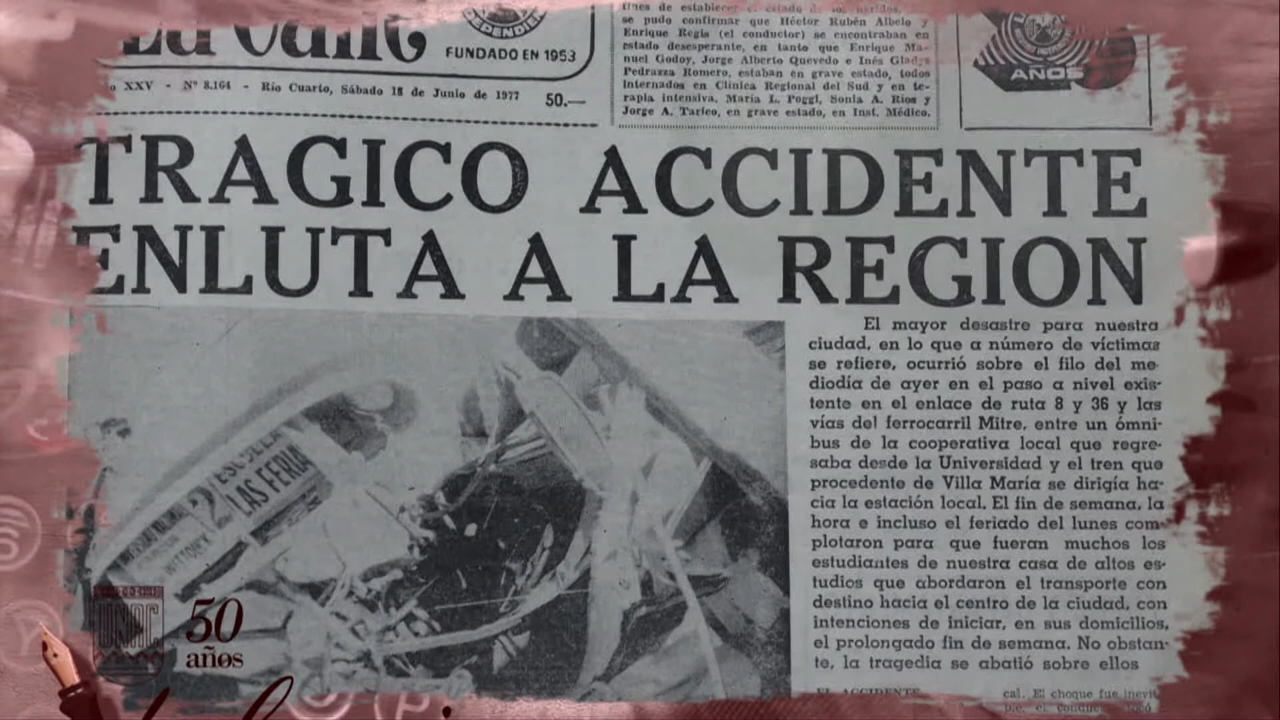 La Calle
FUNDADO EN 1953
XXV - N° 8.164 - Río Cuarto, Sábado 18 de Junio de 1977 50.—
se pudo confirmar que Héctor Rubén Albelo y
Enrique Regis (el conductor) se encontraban en
estado desesperante, en tanto que Enrique Ma-
nuel Godoy, Jorge Alberto Quevedo e Inés Gladys
Pedrazza Romero, estaban en grave estado, todos
internados en Clínica Regional del Sud y en te-
rapia intensiva, María L. Poggi, Sonia A. Ríos y
Jorge A. Tarico, en grave estado, en Inst. Médico.
AÑOS
TRAGICO ACCIDENTE
ENLUTA A LA REGION
El mayor desastre para nuestra
ciudad, en lo que a número de víctimas
se refiere, ocurrió sobre el filo del me-
diodía de ayer en el paso a nivel exis-
tente en el enlace de ruta 8 y 36 y las
vías del ferrocarril Mitre, entre un ómni-
bus de la cooperativa local que regre-
saba desde la Universidad y el tren que
procedente de Villa María se dirigía ha-
cia la estación local. El fin de semana, la
hora e incluso el feriado del lunes com-
plotaron para que fueran muchos los
estudiantes de nuestra casa de altos es-
tudios que abordaron el transporte con
destino hacia el centro de la ciudad, con
intenciones de iniciar, en sus domicilios,
el prolongado fin de semana. No obstan-
te, la tragedia se abatió sobre ellos
EL ACCIDENTE
cal. El choque fue inevi
2 ESCUELA
LAS FERIA
50
años